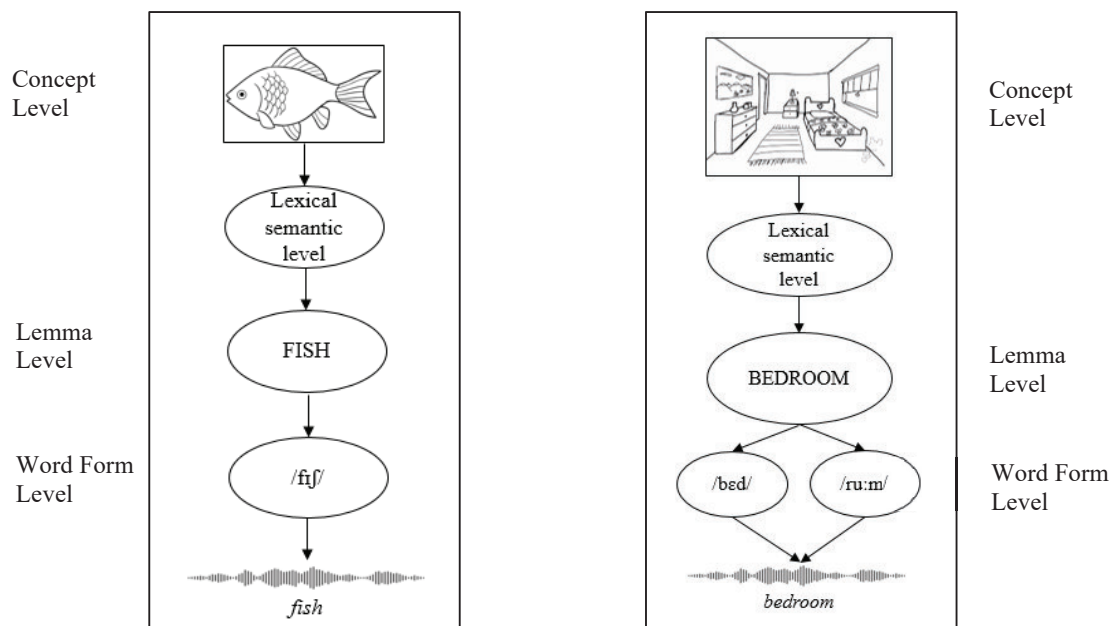 Concept
Level
Lexical
semantic
level
Lemma
Level
FISH
Word Form
Level
/fɪʃ/
fish
Concept
Level
Lexical
semantic
level
BEDROOM
Lemma
Level
/bɛd/
/ru:m/
Word Form
Level
bedroom